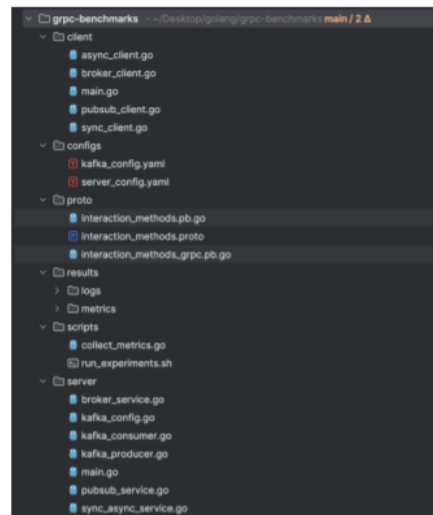 grpc-benchmarks ~/Desktop/golang/grpc-benchmarks main / 2 Δ
client
async_client.go
broker_client.go
main.go
pubsub_client.go
sync_client.go
configs
kafka_config.yaml
server_config.yaml
proto
interaction_methods.pb.go
interaction_methods.proto
interaction_methods_grpc.pb.go
results
logs
metrics
scripts
collect_metrics.go
run_experiments.sh
server
broker_service.go
kafka_config.go
kafka_consumer.go
kafka_producer.go
main.go
pubsub_service.go
sync_async_service.go